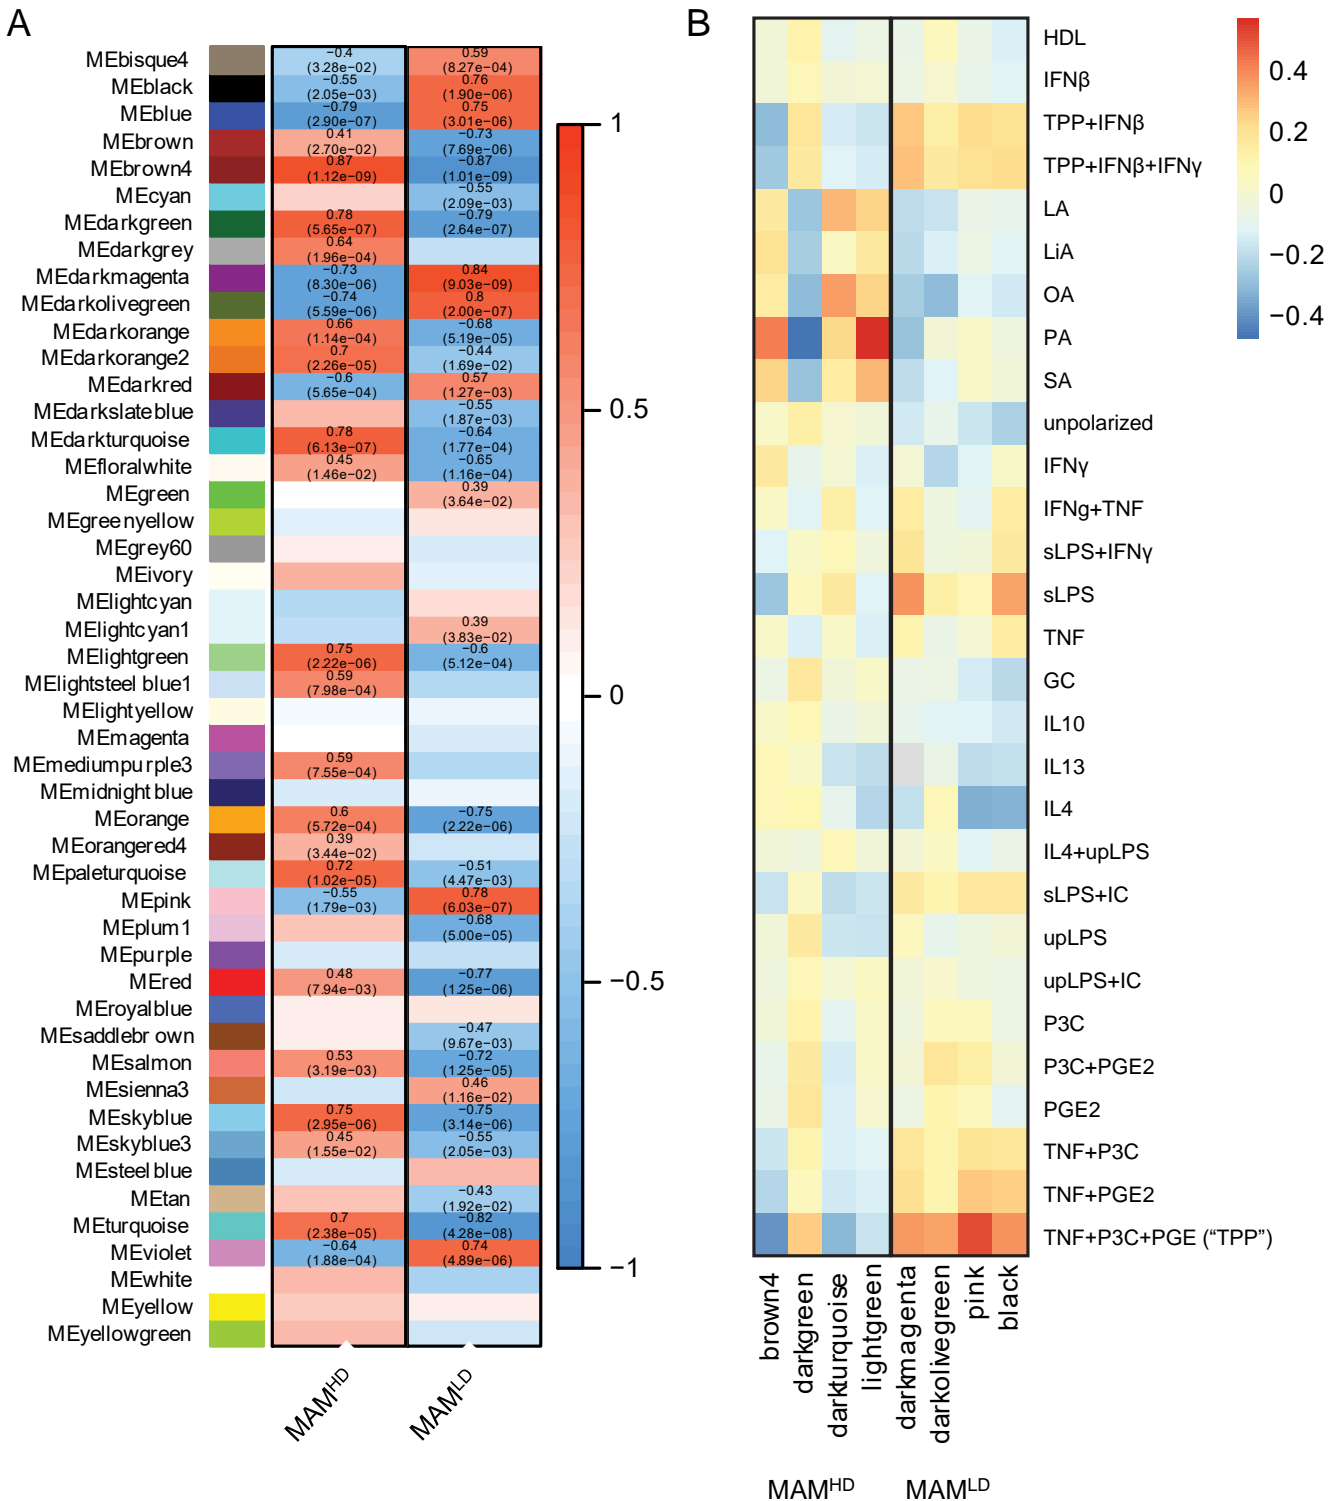 A
MEbisque4 −0.4 0.59
(3.28e−02) (8.27e−04)
MEblack −0.55 0.76
(2.05e−03) (1.90e−06)
MEblue −0.79 0.75
(2.90e−07) (3.01e−06)
MEbrown 0.41 −0.73
(2.70e−02) (7.69e−06)
MEbrown4 0.87 −0.87
(1.12e−09) (1.01e−09)
MEcyan −0.55
(2.09e−03)
MEdarkgreen 0.78 −0.79
(5.65e−07) (2.64e−07)
MEdarkgrey 0.64
(1.96e−04)
MEdarkmagenta −0.73 0.84
(8.30e−06) (9.03e−09)
MEdarkolivegreen −0.74 0.8
(5.59e−06) (2.00e−07)
MEdarkorange 0.66 −0.68
(1.14e−04) (5.19e−05)
MEdarkorange2 0.7 −0.44
(2.26e−05) (1.69e−02)
MEdarkred −0.6 0.57
(5.65e−04) (1.27e−03)
MEdarkslateblue −0.55
(1.87e−03)
MEdarkturquoise 0.78 −0.64
(6.13e−07) (1.77e−04)
MEfloralwhite 0.45 −0.65
(1.46e−02) (1.16e−04)
MEgreen 0.39
(3.64e−02)
MEgreenyellow
MEgrey60
MEivory
MElightcyan
MElightcyan1 0.39
(3.83e−02)
MElightgreen 0.75 −0.6
(2.22e−06) (5.12e−04)
MElightsteel blue1 0.59
(7.98e−04)
MElightyellow
MEmagenta
MEmediumpurple3 0.59
(7.55e−04)
MEmidnight blue
MEorange 0.6 −0.75
(5.72e−04) (2.22e−06)
MEorangered4 0.39
(3.44e−02)
MEpaleturquoise 0.72 −0.51
(1.02e−05) (4.47e−03)
MEpink −0.55 0.78
(1.79e−03) (6.03e−07)
MEplum1 −0.68
(5.00e−05)
MEpurple
MEred 0.48 −0.77
(7.94e−03) (1.25e−06)
MEroyalblue
MEsaddlebr own −0.47
(9.67e−03)
MEsalmon 0.53 −0.72
(3.19e−03) (1.25e−05)
MEsienna3 0.46
(1.16e−02)
MEskyblue 0.75 −0.75
(2.95e−06) (3.14e−06)
MEskyblue3 0.45 −0.55
(1.55e−02) (2.05e−03)
MEsteel blue
MEtan −0.43
(1.92e−02)
MEturquoise 0.7 −0.82
(2.38e−05) (4.28e−08)
MEviolet −0.64 0.74
(1.88e−04) (4.89e−06)
MEwhite
MEyellow
MEyellowgreen
MAMHD
MAMLD
1
0.5
0
−0.5
−1
B
HDL
IFNβ
TPP+IFNβ
TPP+IFNβ+IFNγ
LA
LiA
OA
PA
SA
unpolarized
IFNγ
IFNg+TNF
sLPS+IFNγ
sLPS
TNF
GC
IL10
IL13
IL4
IL4+upLPS
sLPS+IC
upLPS
upLPS+IC
P3C
P3C+PGE2
PGE2
TNF+P3C
TNF+PGE2
TNF+P3C+PGE (“TPP”)
0.4
0.2
0
−0.2
−0.4
brown4
darkgreen
darkturquoise
lightgreen
darkmagenta
darkolivegreen
pink
black
MAMHD
MAMLD